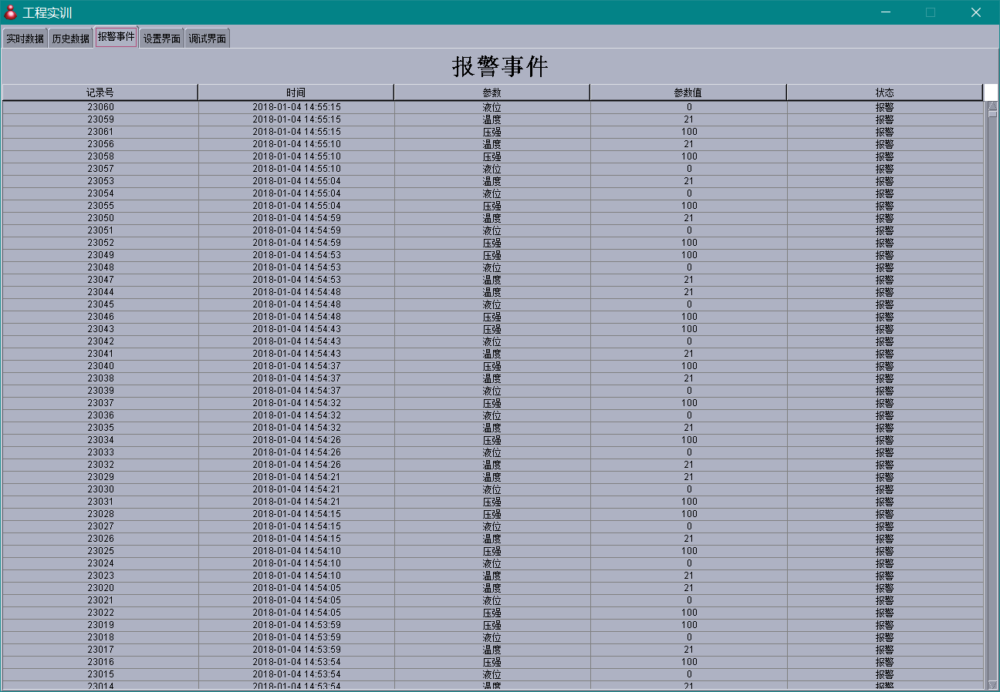 工程实训
实时数据 历史数据 报警事件 设置界面 调试界面
报警事件
记录号 时间 参数 参数值 状态
23060 2018-01-04 14:55:15 液位 0 报警
23059 2018-01-04 14:55:15 温度 21 报警
23061 2018-01-04 14:55:15 压强 100 报警
23056 2018-01-04 14:55:10 温度 21 报警
23058 2018-01-04 14:55:10 压强 100 报警
23057 2018-01-04 14:55:10 液位 0 报警
23053 2018-01-04 14:55:04 温度 21 报警
23054 2018-01-04 14:55:04 液位 0 报警
23055 2018-01-04 14:55:04 压强 100 报警
23050 2018-01-04 14:54:59 温度 21 报警
23051 2018-01-04 14:54:59 液位 0 报警
23052 2018-01-04 14:54:59 压强 100 报警
23049 2018-01-04 14:54:53 压强 100 报警
23048 2018-01-04 14:54:53 液位 0 报警
23047 2018-01-04 14:54:53 温度 21 报警
23044 2018-01-04 14:54:48 温度 21 报警
23045 2018-01-04 14:54:48 液位 0 报警
23046 2018-01-04 14:54:48 压强 100 报警
23043 2018-01-04 14:54:43 压强 100 报警
23042 2018-01-04 14:54:43 液位 0 报警
23041 2018-01-04 14:54:43 温度 21 报警
23040 2018-01-04 14:54:37 压强 100 报警
23038 2018-01-04 14:54:37 温度 21 报警
23039 2018-01-04 14:54:37 液位 0 报警
23037 2018-01-04 14:54:32 压强 100 报警
23036 2018-01-04 14:54:32 液位 0 报警
23035 2018-01-04 14:54:32 温度 21 报警
23034 2018-01-04 14:54:26 压强 100 报警
23033 2018-01-04 14:54:26 液位 0 报警
23032 2018-01-04 14:54:26 温度 21 报警
23029 2018-01-04 14:54:21 温度 21 报警
23030 2018-01-04 14:54:21 液位 0 报警
23031 2018-01-04 14:54:21 压强 100 报警
23028 2018-01-04 14:54:15 压强 100 报警
23027 2018-01-04 14:54:15 液位 0 报警
23026 2018-01-04 14:54:15 温度 21 报警
23025 2018-01-04 14:54:10 压强 100 报警
23024 2018-01-04 14:54:10 液位 0 报警
23023 2018-01-04 14:54:10 温度 21 报警
23020 2018-01-04 14:54:05 温度 21 报警
23021 2018-01-04 14:54:05 液位 0 报警
23022 2018-01-04 14:54:05 压强 100 报警
23019 2018-01-04 14:53:59 压强 100 报警
23018 2018-01-04 14:53:59 液位 0 报警
23017 2018-01-04 14:53:59 温度 21 报警
23016 2018-01-04 14:53:54 压强 100 报警
23015 2018-01-04 14:53:54 液位 0 报警
23014 2018-01-04 14:53:54 温度 21 报警